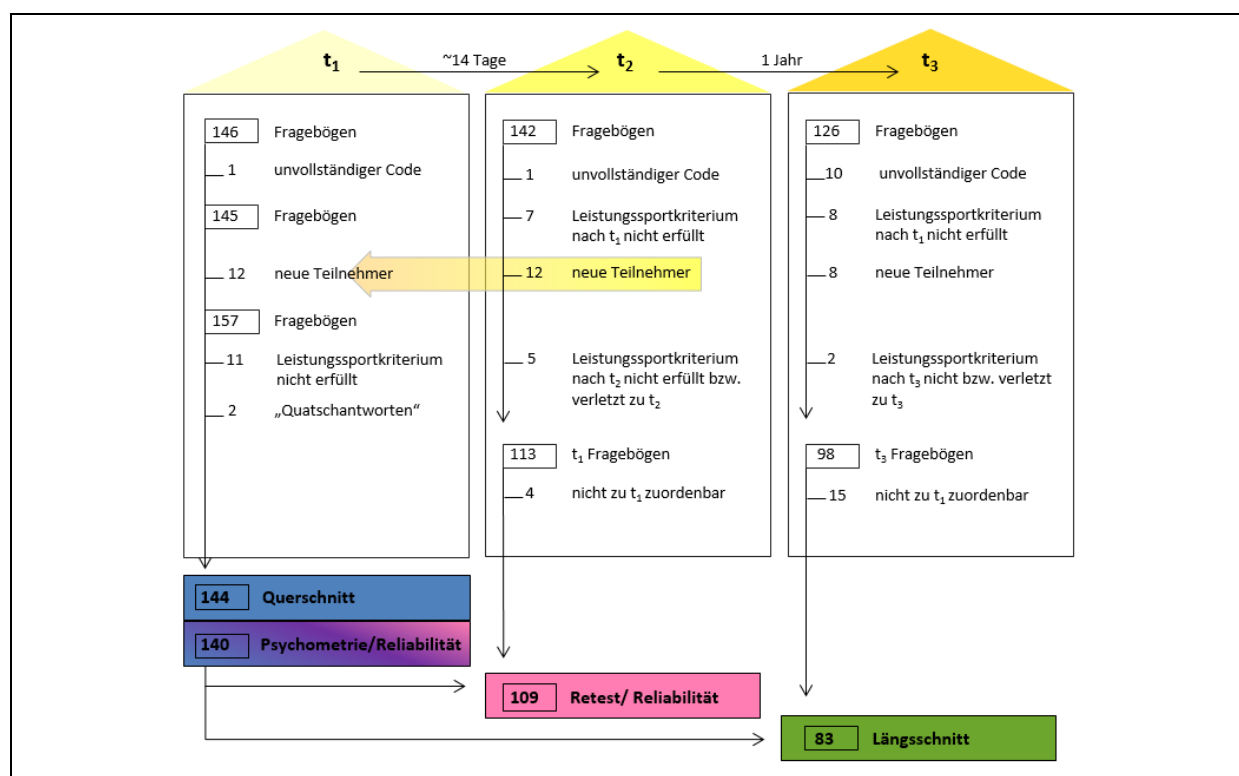 t1 ~14 Tage t2 1 Jahr t3
146 Fragebögen
1 unvollständiger Code
145 Fragebögen
12 neue Teilnehmer
157 Fragebögen
11 Leistungssportkriterium
nicht erfüllt
2 „Quatschantworten“
144 Querschnitt
140 Psychometrie/Reliabilität
142 Fragebögen
1 unvollständiger Code
7 Leistungssportkriterium
nach t1 nicht erfüllt
12 neue Teilnehmer
5 Leistungssportkriterium
nach t2 nicht erfüllt bzw.
verletzt zu t2
113 t1 Fragebögen
4 nicht zu t1 zuordenbar
109 Retest/ Reliabilität
126 Fragebögen
10 unvollständiger Code
8 Leistungssportkriterium
nach t1 nicht erfüllt
8 neue Teilnehmer
2 Leistungssportkriterium
nach t3 nicht bzw. verletzt
zu t3
98 t3 Fragebögen
15 nicht zu t1 zuordenbar
83 Längsschnitt